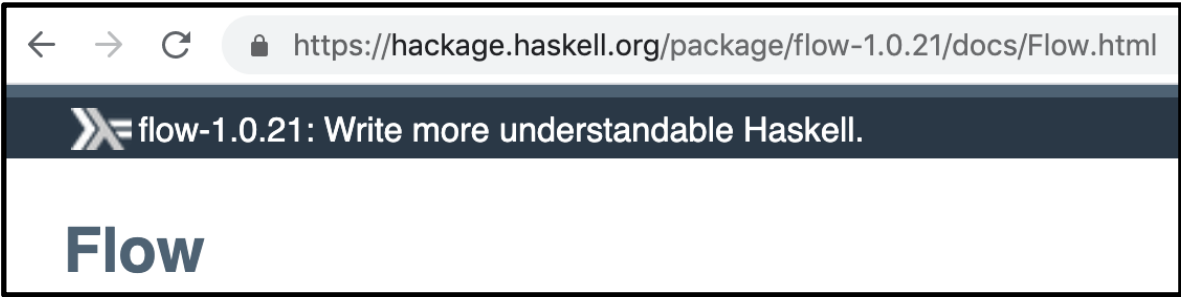 https://hackage.haskell.org/package/flow-1.0.21/docs/Flow.html
flow-1.0.21: Write more understandable Haskell.
Flow